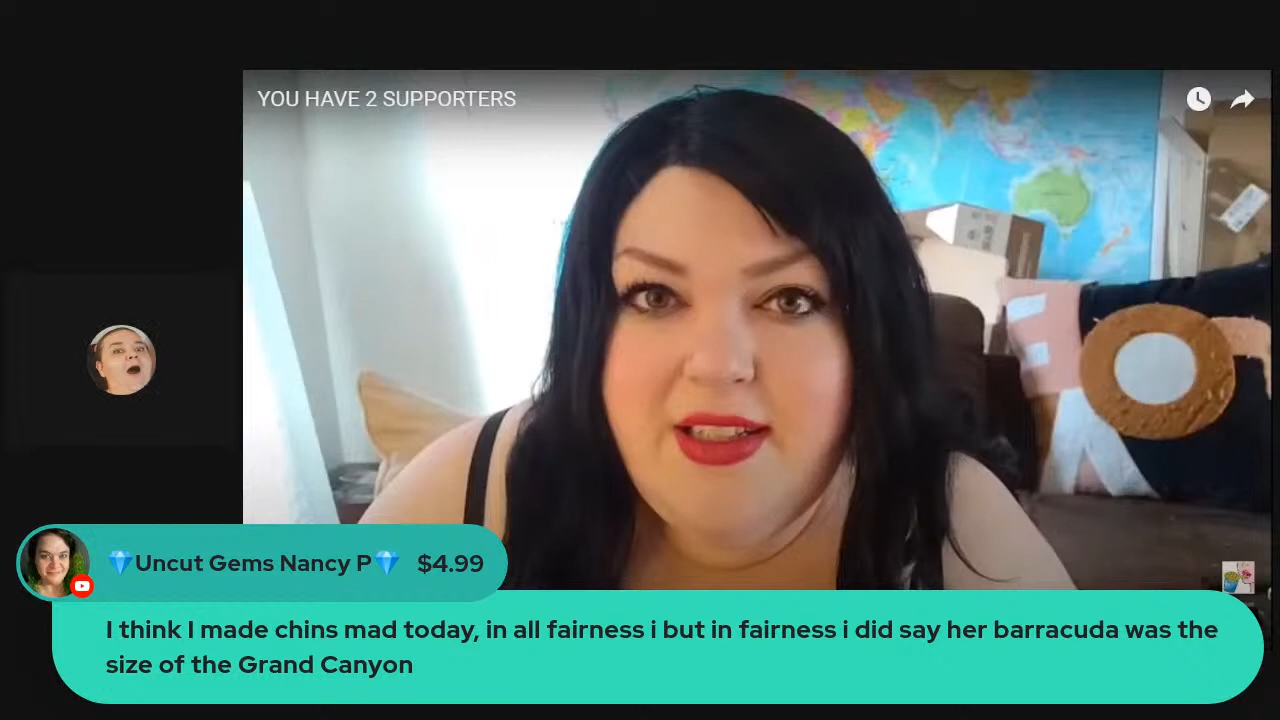 YOU HAVE 2 SUPPORTERS
💎Uncut Gems Nancy P💎 $4.99
I think I made chins mad today, in all fairness i but in fairness i did say her barracuda was the
size of the Grand Canyon